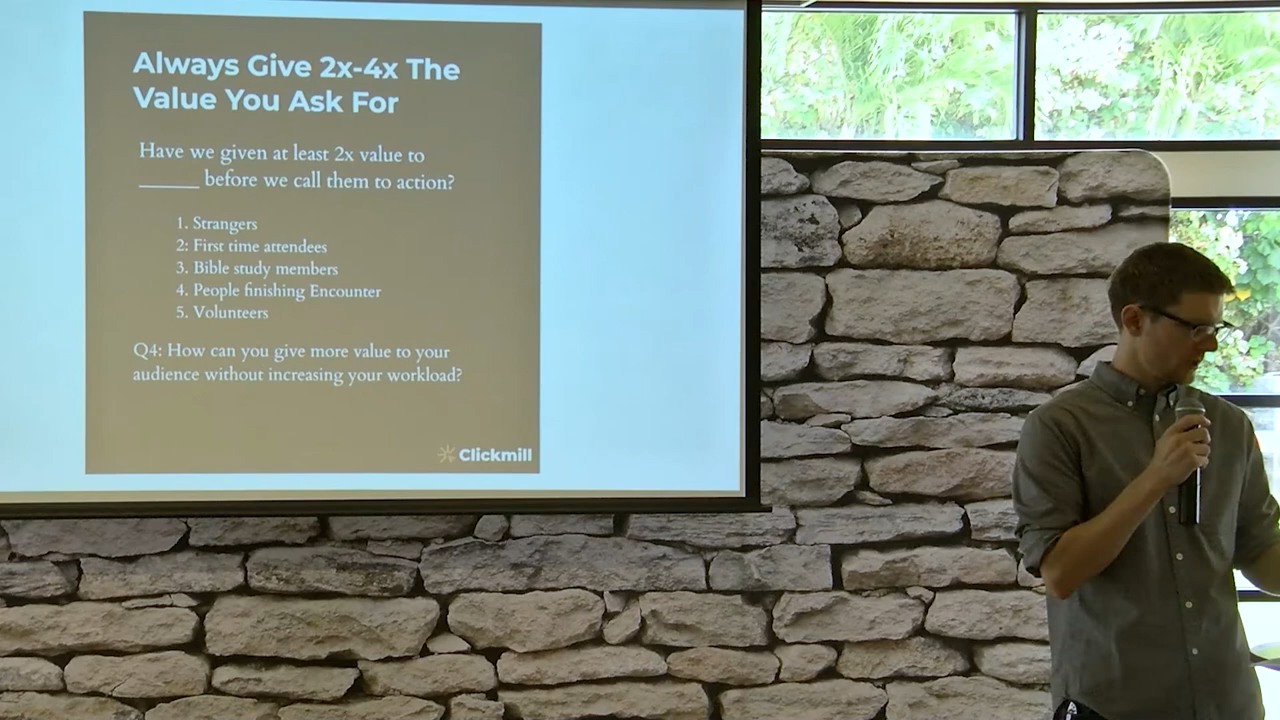 Always Give 2x-4x The
Value You Ask For
Have we given at least 2x value to
______ before we call them to action?
1. Strangers
2: First time attendees
3. Bible study members
4. People finishing Encounter
5. Volunteers
Q4: How can you give more value to your
audience without increasing your workload?
Clickmill